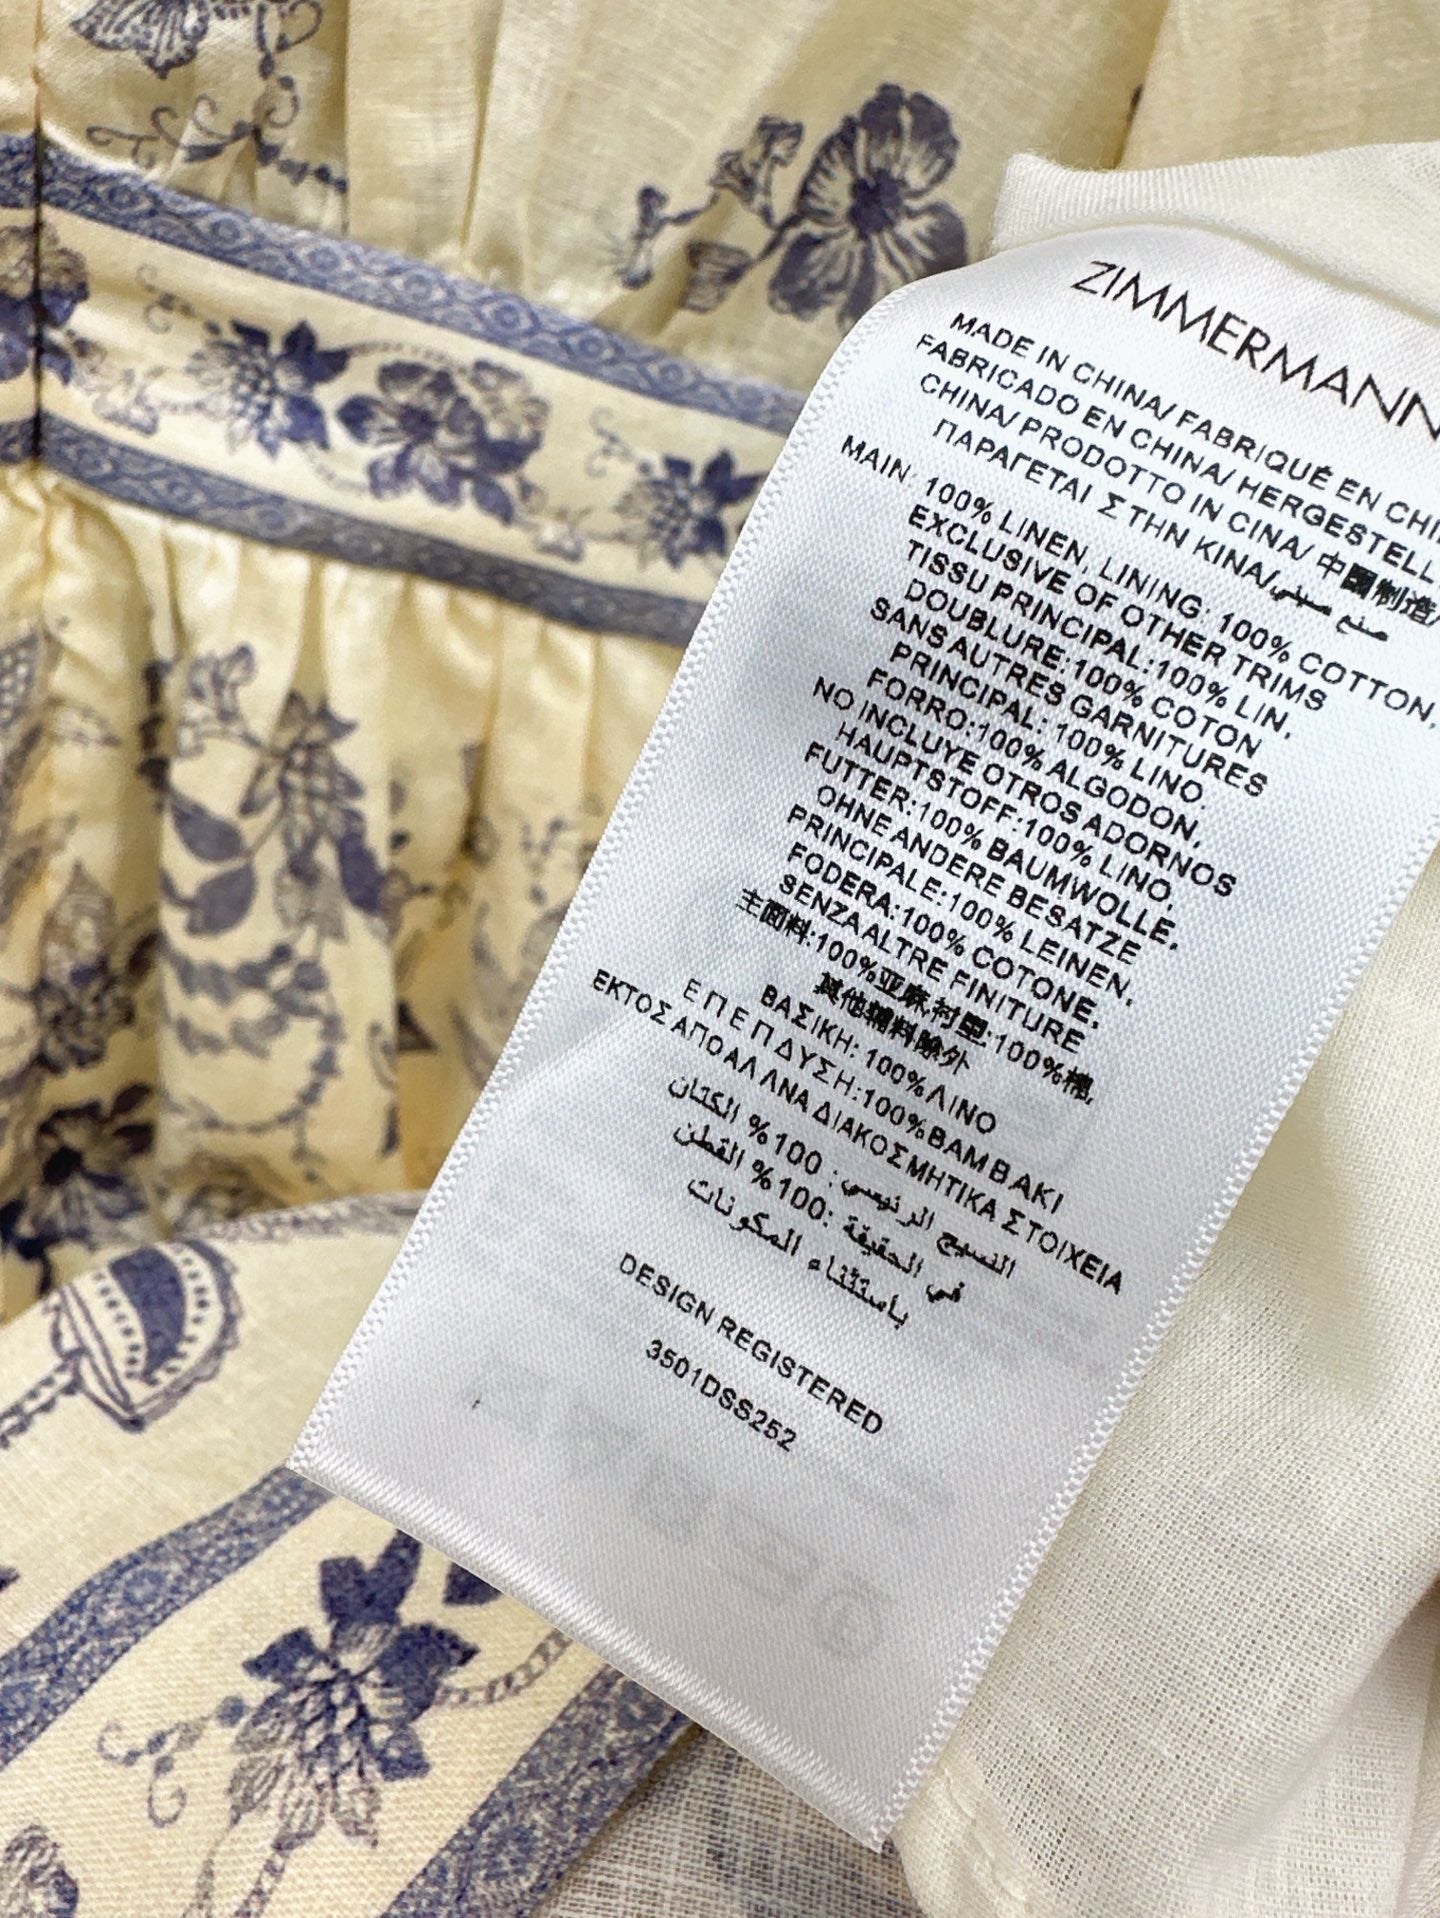 ZIMMERMANN
MADE IN CHINA/ FABRIQUÉ EN CHI
FABRICADO EN CHINA/ HERGESTELL
CHINA/ PRODOTTO IN CINA/ 中國制造/
ΠΑΡΑΓΕΤΑΙ ΣΤΗΝ ΚΙΝΑ/ صنع صيني
MAIN: 100% LINEN, LINING: 100% COTTON,
EXCLUSIVE OF OTHER TRIMS
TISSU PRINCIPAL:100% LIN,
DOUBLURE:100% COTON
SANS AUTRES GARNITURES
PRINCIPAL: 100% LINO.
FORRO:100% ALGODON,
NO INCLUYE OTROS ADORNOS
HAUPTSTOFF:100% LINO,
FUTTER:100% BAUMWOLLE.
OHNE ANDERE BESATZE
PRINCIPALE:100% LEINEN.
FODERA:100% COTONE.
SENZA ALTRE FINITURE
主面料:100%亚麻,衬里:100%棉,
其他辅料除外
ΒΑΣΙΚΗ: 100%ΛΙΝΟ
ΕΠΕΠΔΥΣΗ:100%ΒΑΜΒΑΚΙ
ΕΚΤΟΣ ΑΠΟ ΑΛΛΝΑ ΔΙΑΚΟΣΜΗΤΙΚΑ ΣΤΟΙΧΕΙΑ
النسيج الرئيسي: 100% الكتان
في الحقيقة :100% القطن
باستثناء المكونات
DESIGN REGISTERED
3501DSS252